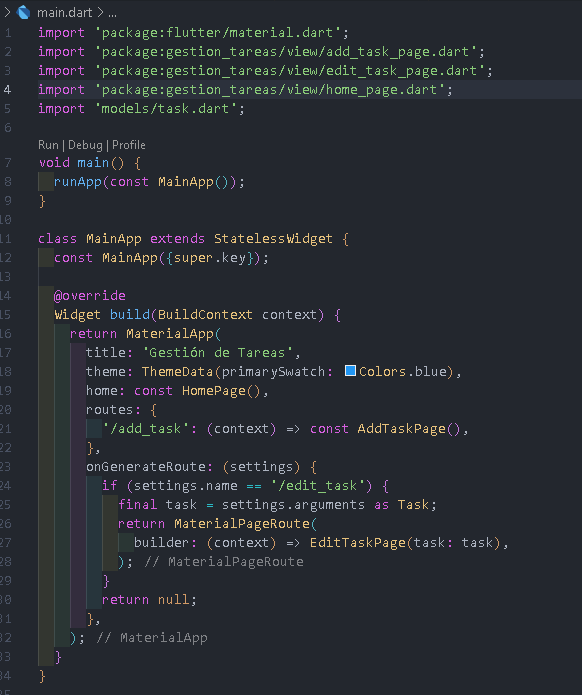 main.dart > ...
1 import 'package:flutter/material.dart';
2 import 'package:gestion_tareas/view/add_task_page.dart';
3 import 'package:gestion_tareas/view/edit_task_page.dart';
4 import 'package:gestion_tareas/view/home_page.dart';
5 import 'models/task.dart';
6
Run | Debug | Profile
7 void main() {
8   runApp(const MainApp());
9 }
10
11 class MainApp extends StatelessWidget {
12   const MainApp({super.key});
13
14   @override
15   Widget build(BuildContext context) {
16     return MaterialApp(
17       title: 'Gestión de Tareas',
18       theme: ThemeData(primarySwatch: Colors.blue),
19       home: const HomePage(),
20       routes: {
21         '/add_task': (context) => const AddTaskPage(),
22       },
23       onGenerateRoute: (settings) {
24         if (settings.name == '/edit_task') {
25           final task = settings.arguments as Task;
26           return MaterialPageRoute(
27             builder: (context) => EditTaskPage(task: task),
28           ); // MaterialPageRoute
29         }
30         return null;
31       },
32     ); // MaterialApp
33   }
34 }
35